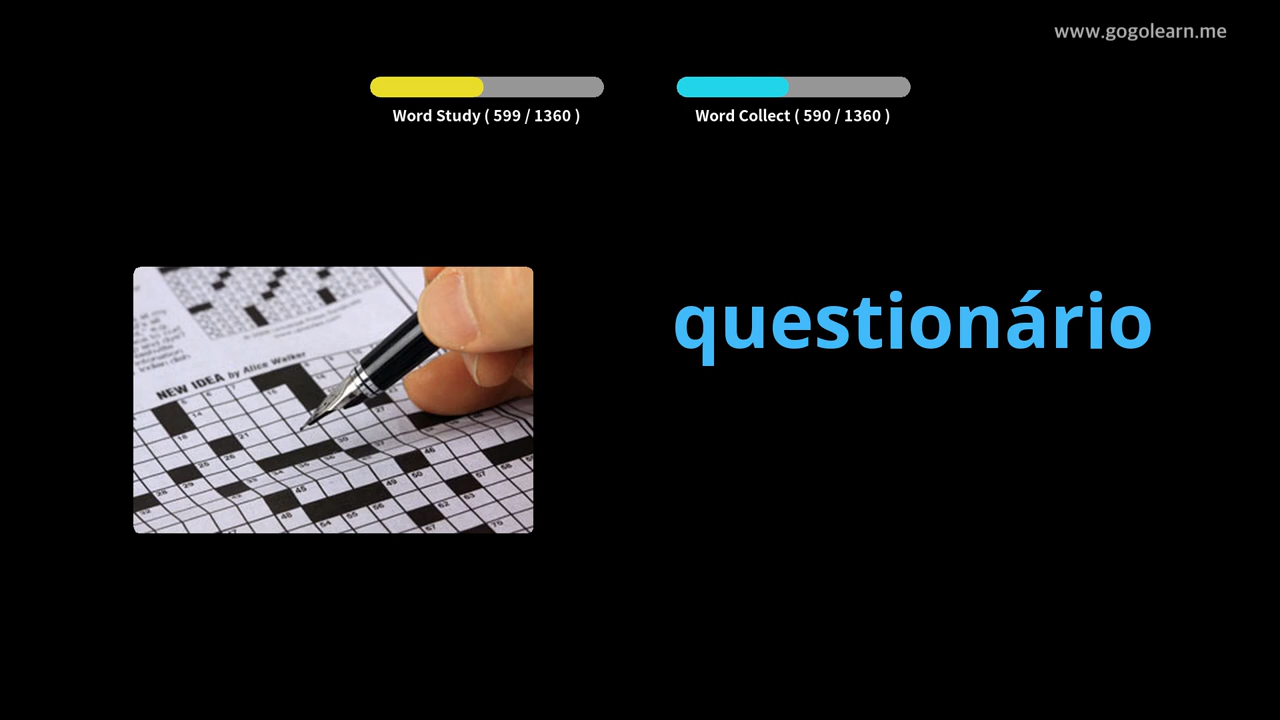 www.gogolearn.me
Word Study ( 599 / 1360 )
Word Collect ( 590 / 1360 )
questionário
NEW IDEA by Alice Walker